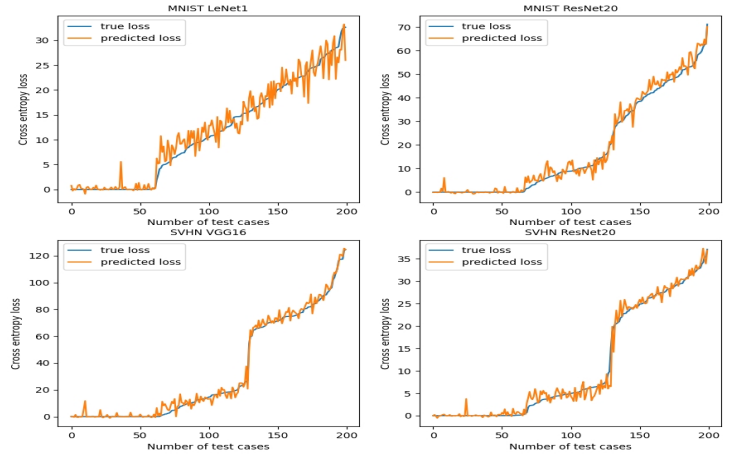 MNIST LeNet1
true loss
predicted loss
Cross entropy loss
30
25
20
15
10
5
0
0 50 100 150 200
Number of test cases
MNIST ResNet20
true loss
predicted loss
Cross entropy loss
70
60
50
40
30
20
10
0
0 50 100 150 200
Number of test cases
SVHN VGG16
true loss
predicted loss
Cross entropy loss
120
100
80
60
40
20
0
0 50 100 150 200
Number of test cases
SVHN ResNet20
true loss
predicted loss
Cross entropy loss
35
30
25
20
15
10
5
0
0 50 100 150 200
Number of test cases